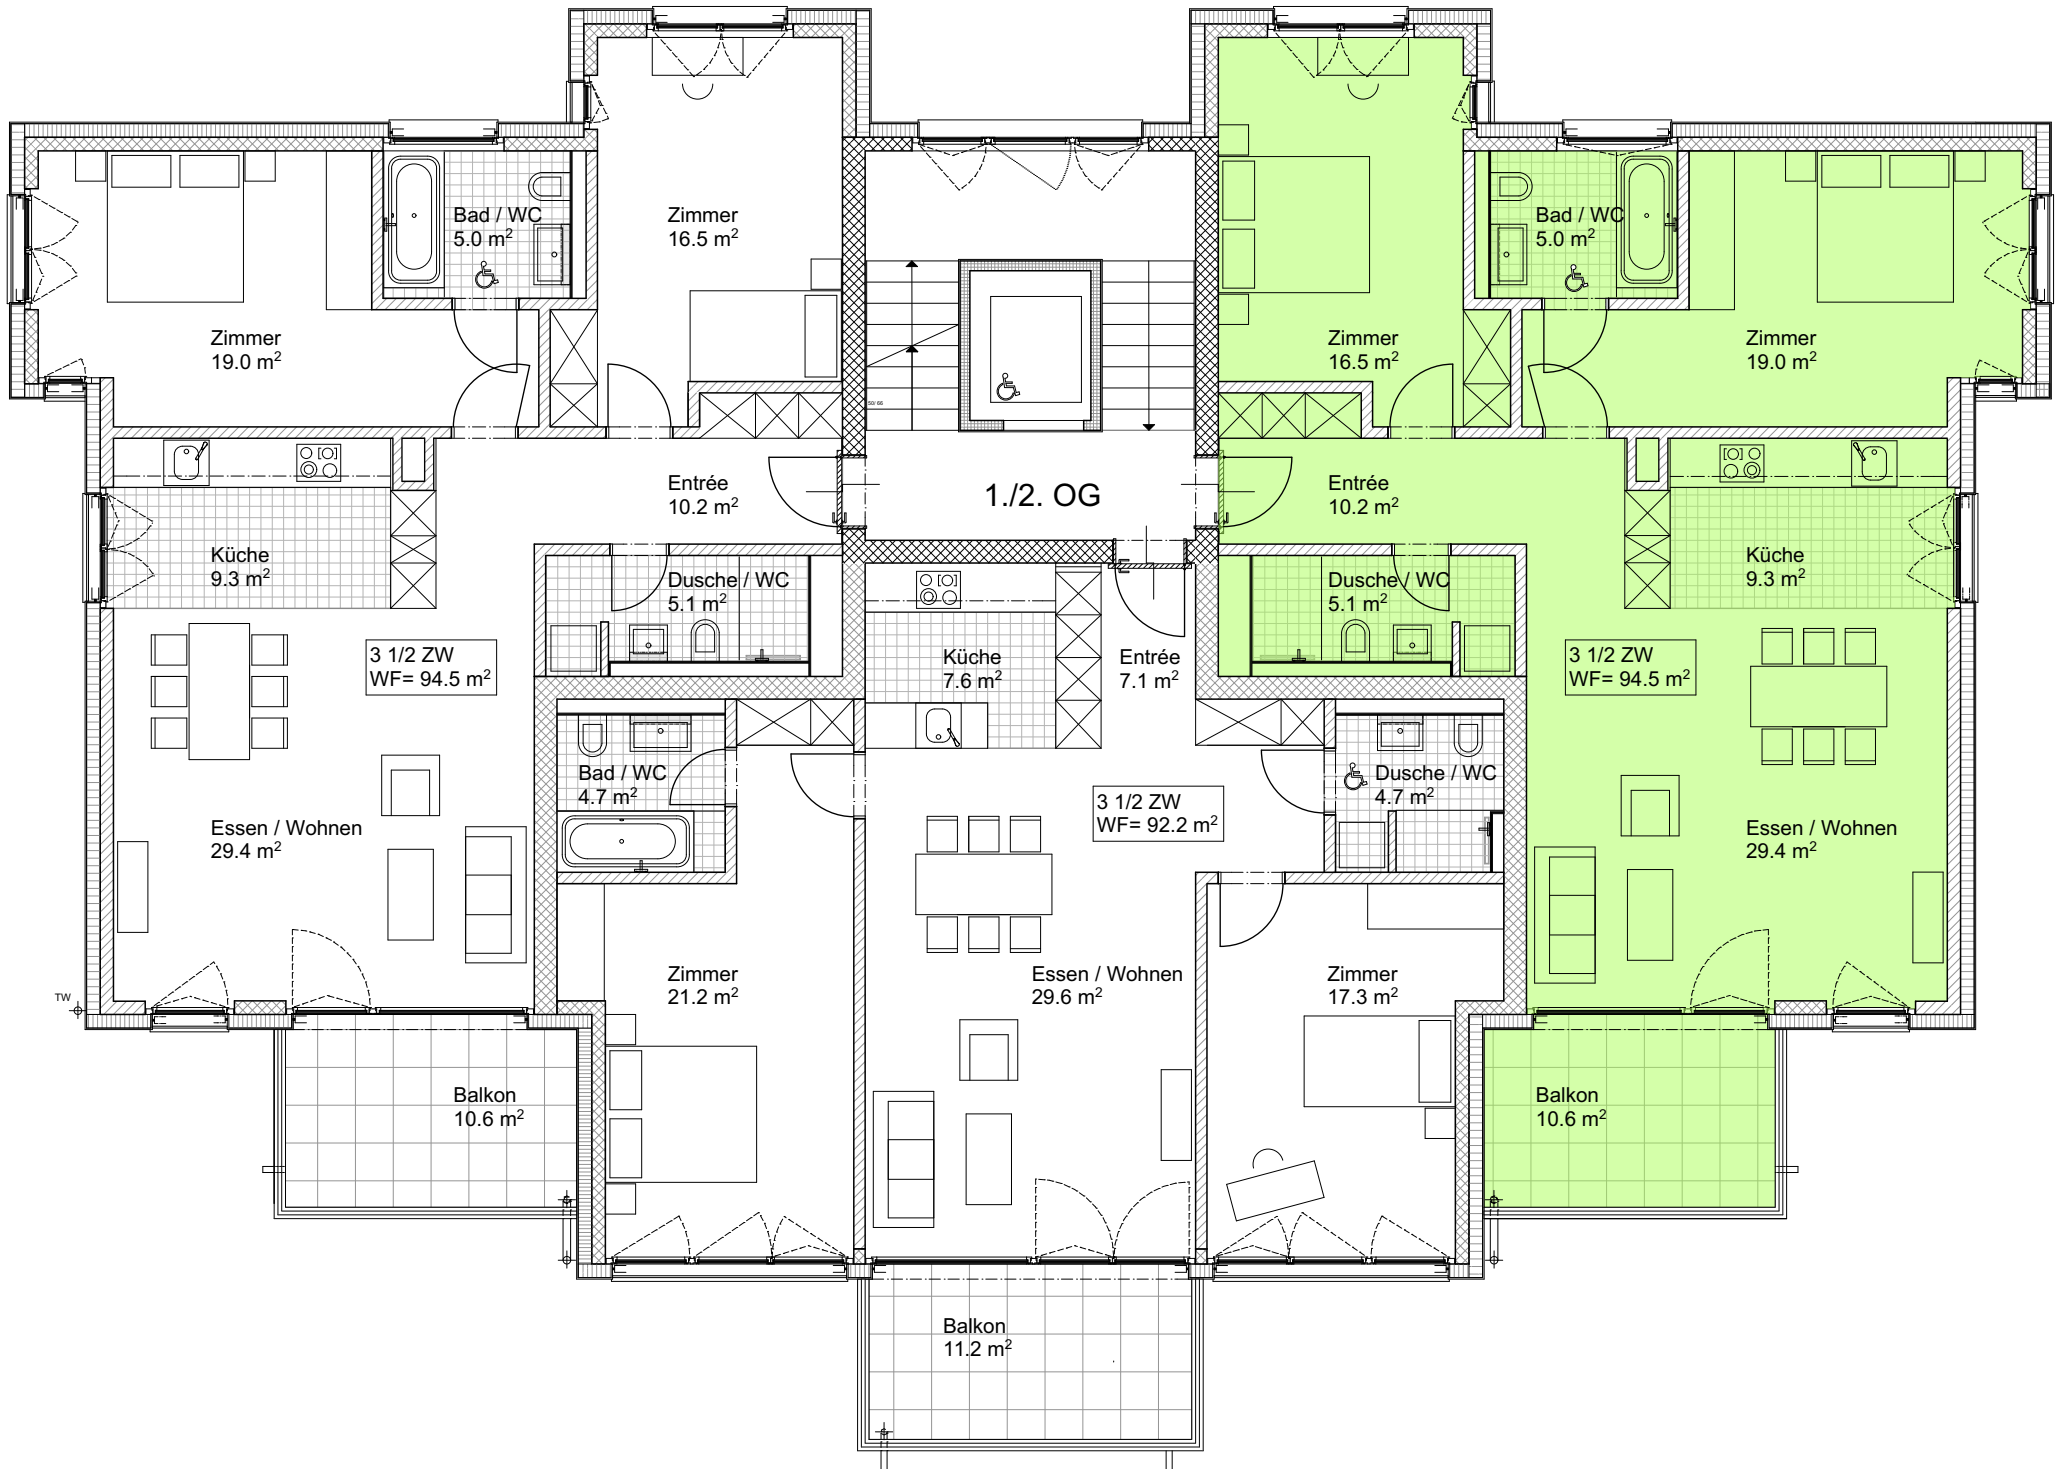 Zimmer
19.0 m²
Bad / WC
5.0 m²
Zimmer
16.5 m²
Zimmer
16.5 m²
Bad / WC
5.0 m²
Zimmer
19.0 m²
Küche
9.3 m²
Entrée
10.2 m²
1./2. OG
Entrée
10.2 m²
Küche
9.3 m²
Dusche / WC
5.1 m²
Küche
7.6 m²
Entrée
7.1 m²
Dusche / WC
5.1 m²
3 1/2 ZW
WF= 94.5 m²
3 1/2 ZW
WF= 94.5 m²
Bad / WC
4.7 m²
3 1/2 ZW
WF= 92.2 m²
Dusche / WC
4.7 m²
Essen / Wohnen
29.4 m²
Essen / Wohnen
29.4 m²
Zimmer
21.2 m²
Essen / Wohnen
29.6 m²
Zimmer
17.3 m²
TW
Balkon
10.6 m²
Balkon
10.6 m²
Balkon
11.2 m²